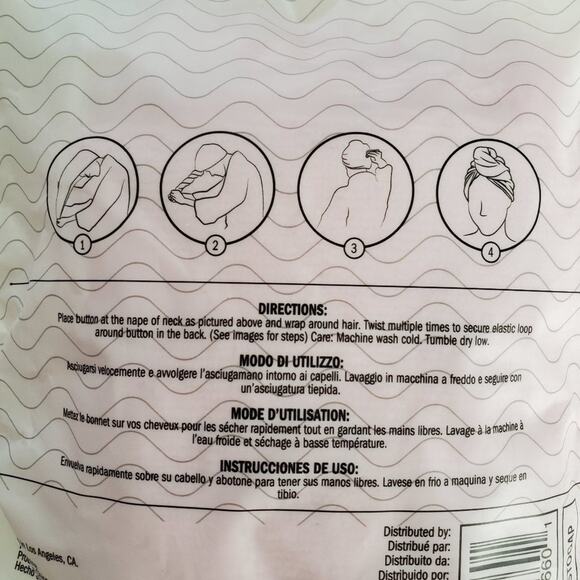 1 2 3 4
DIRECTIONS:
Place button at the nape of neck as pictured above and wrap around hair. Twist multiple times to secure elastic loop
around button in the back. (See images for steps) Care: Machine wash cold. Tumble dry low.
MODO DI UTILIZZO:
Asciugarsi velocemente e avvolgere l'asciugamano intorno ai capelli. Lavaggio in macchina a freddo e seguire con
un'asciugatura tiepida.
MODE D'UTILISATION:
Metez le bonnet sur vos cheveux pour les sécher rapidement tout en gardant les mains libres. Lavage à la machine à
l'eau froide et séchage à basse température.
INSTRUCCIONES DE USO:
Envuelva rapidamente sobre su cabello y abotone para tener sus manos libres. Lavese en frio a maquina y seque en
tibio.
Los Angeles, CA.
Hecho
Distributed by:
Distribué par:
Distribuito da:
Distribuido por: